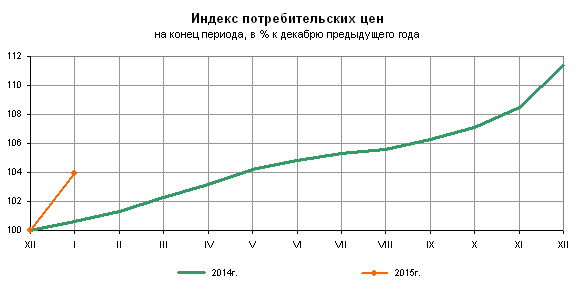 Индекс потребительских цен
на конец периода, в % к декабрю предыдущего года
112
110
108
106
104
102
100
XII I II III IV V VI VII VIII IX X XI XII
2014г. 2015г.